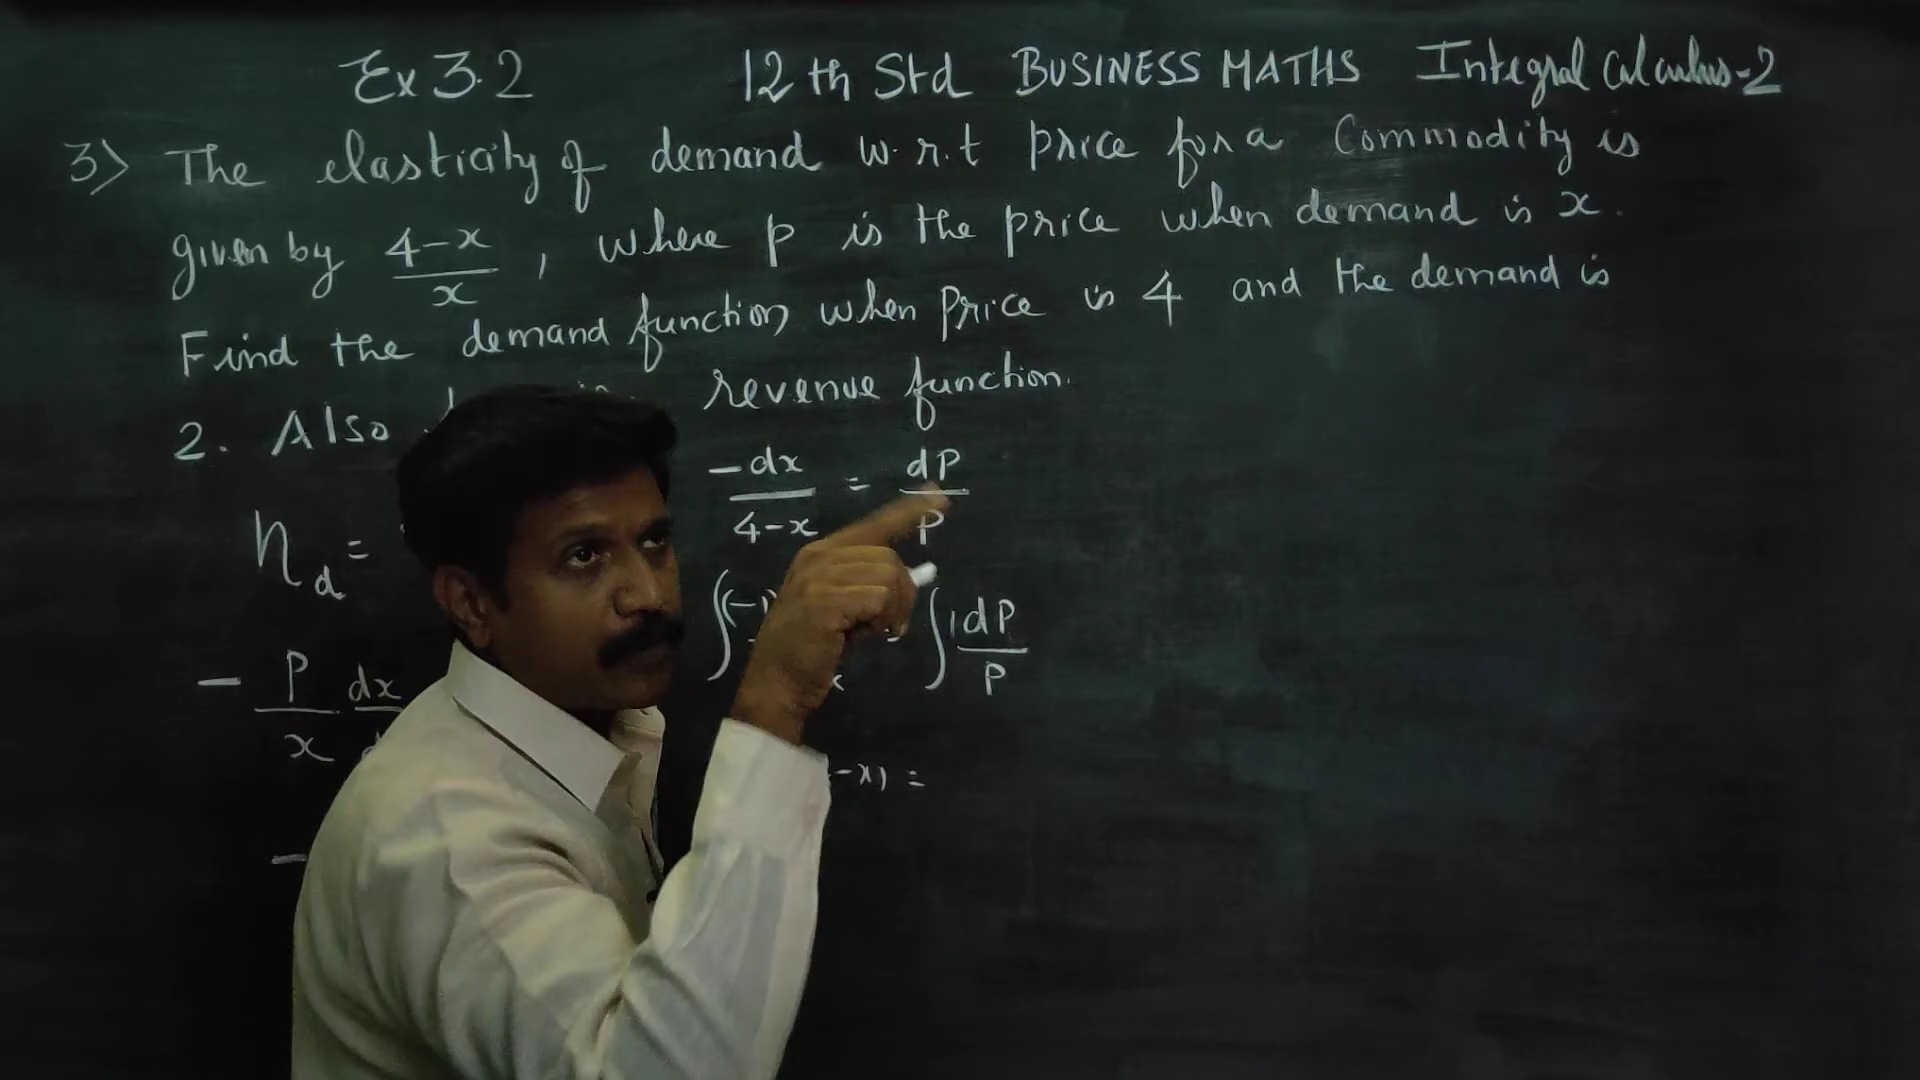 Ex 3.2 12th Std BUSINESS MATHS Integral Calculus-2
3) The elasticity of demand w.r.t price for a Commodity is
given by 4-x/x, where p is the price when demand is x.
Find the demand function when Price is 4 and the demand is
2. Also revenue function.
-dx/4-x = dP/P
ηd =
∫(-1) = ∫1dP/P
- P/x dx
-x) =
-